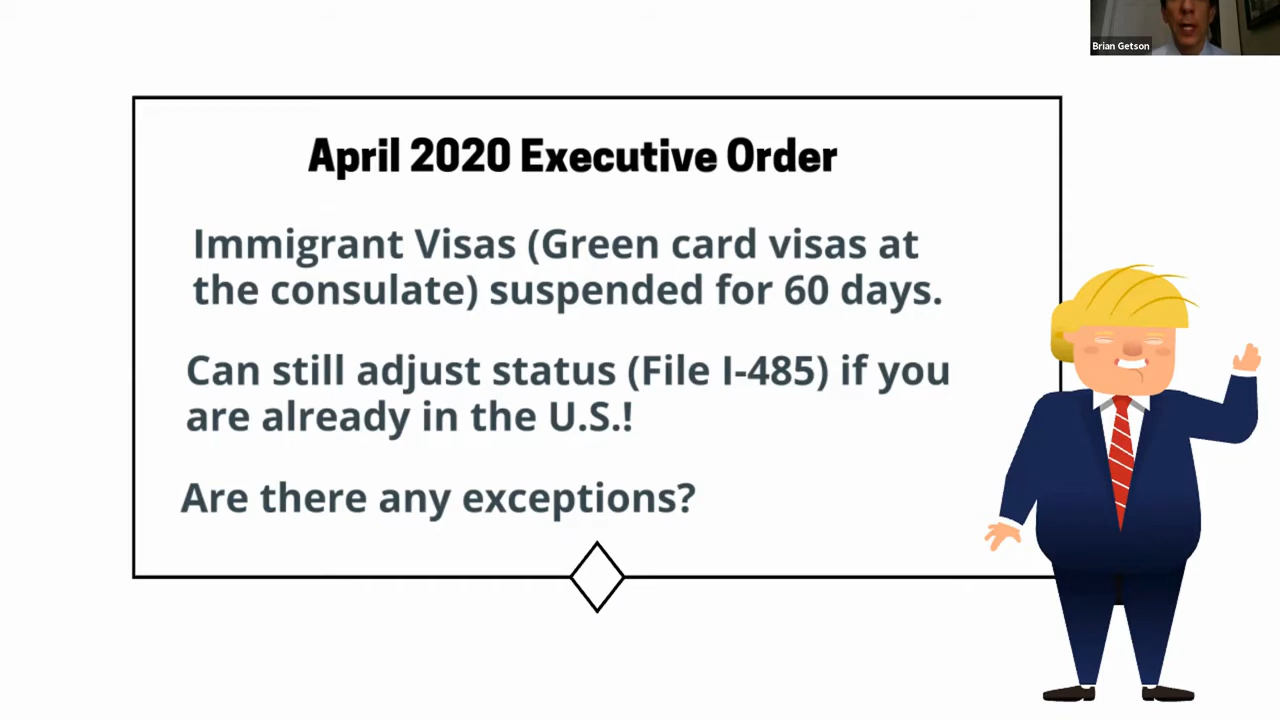 Brian Getson
April 2020 Executive Order
Immigrant Visas (Green card visas at
the consulate) suspended for 60 days.
Can still adjust status (File I-485) if you
are already in the U.S.!
Are there any exceptions?